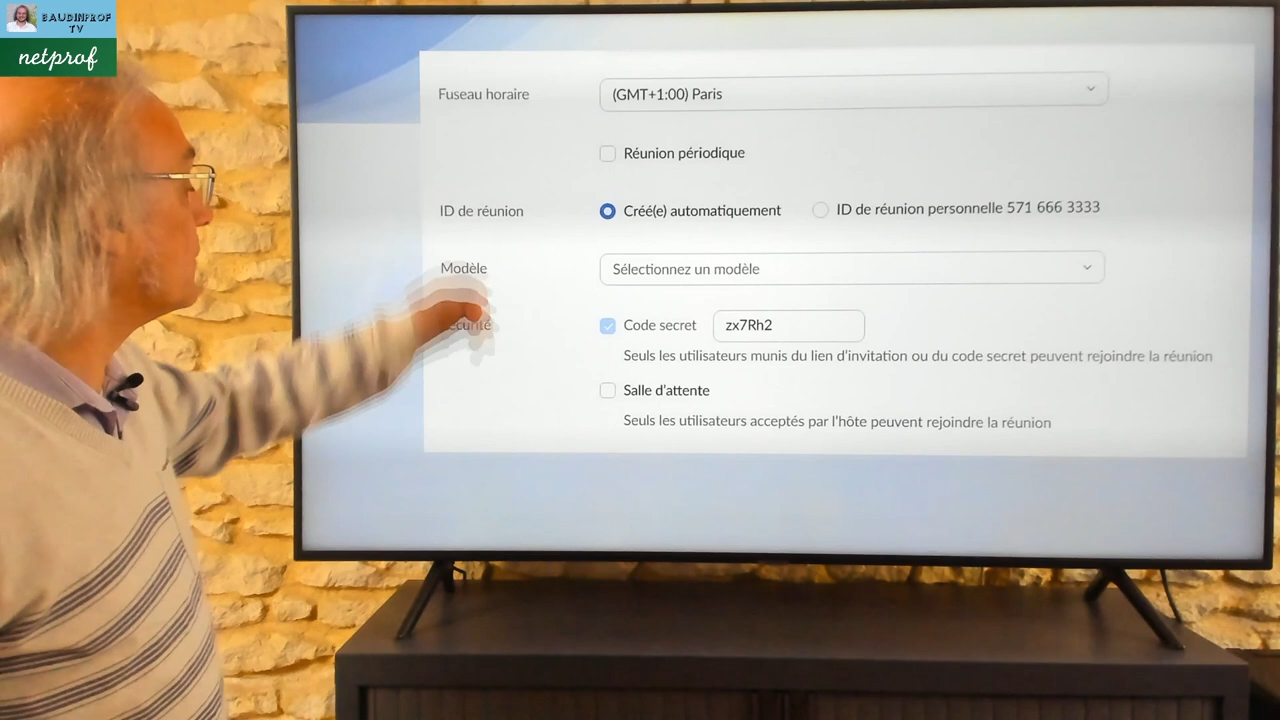 BAUDINPROF
TV
netprof
Fuseau horaire
(GMT+1:00) Paris
Réunion périodique
ID de réunion
Créé(e) automatiquement
ID de réunion personnelle 571 666 3333
Modèle
Sélectionnez un modèle
Sécurité
Code secret
zx7Rh2
Seuls les utilisateurs munis du lien d'invitation ou du code secret peuvent rejoindre la réunion
Salle d'attente
Seuls les utilisateurs acceptés par l'hôte peuvent rejoindre la réunion